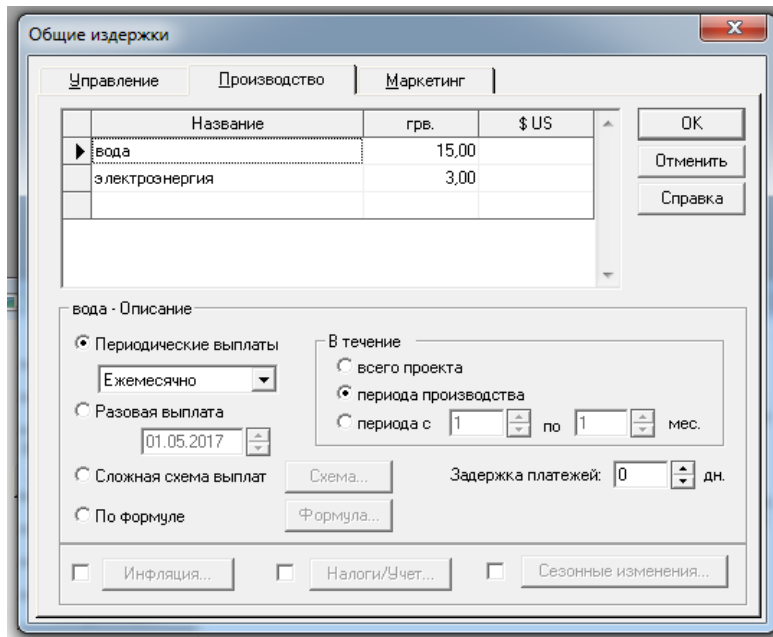 Общие издержки
Управление Производство Маркетинг
Название грв. $ US
вода 15,00
электроэнергия 3,00
OK
Отменить
Справка
вода - Описание
Периодические выплаты
Ежемесячно
Разовая выплата
01.05.2017
Сложная схема выплат Схема...
По формуле Формула...
В течение
всего проекта
периода производства
периода с 1 по 1 мес.
Задержка платежей: 0 дн.
Инфляция... Налоги/Учет... Сезонные изменения...